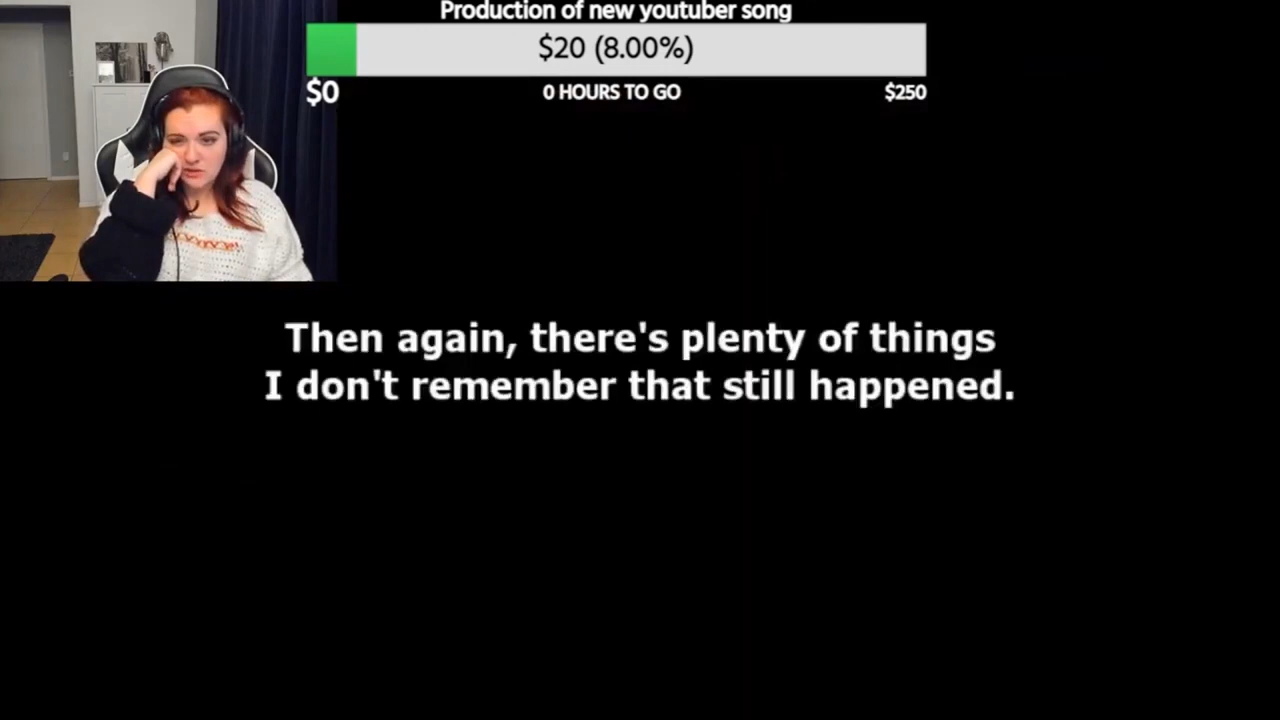 Production of new youtuber song
$20 (8.00%)
$0 0 HOURS TO GO $250
Then again, there's plenty of things
I don't remember that still happened.